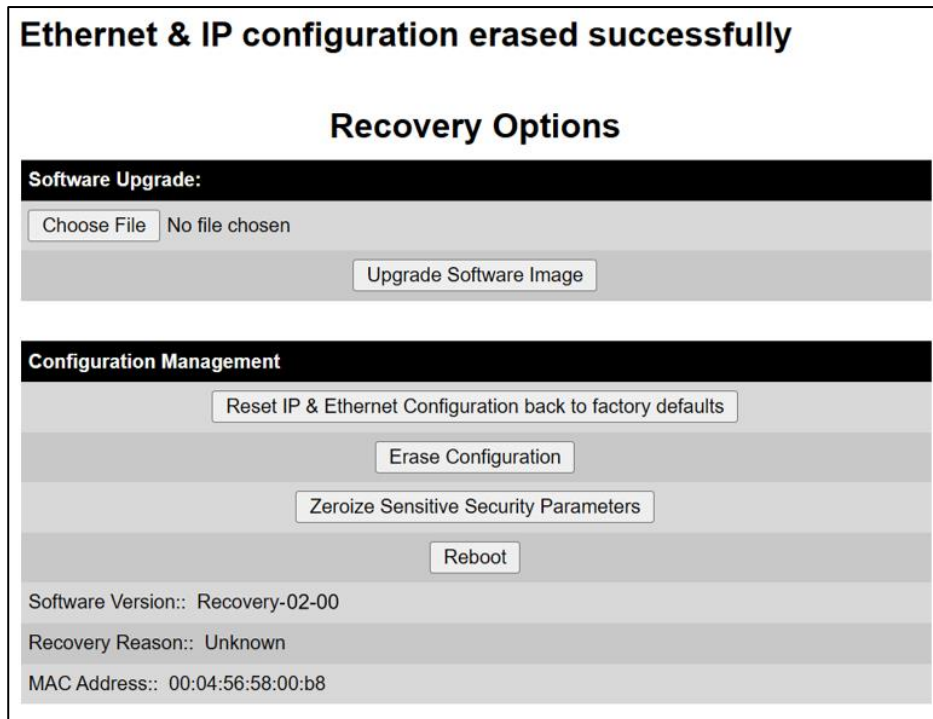 Ethernet & IP configuration erased successfully
Recovery Options
Software Upgrade:
Choose File No file chosen
Upgrade Software Image
Configuration Management
Reset IP & Ethernet Configuration back to factory defaults
Erase Configuration
Zeroize Sensitive Security Parameters
Reboot
Software Version:: Recovery-02-00
Recovery Reason:: Unknown
MAC Address:: 00:04:56:58:00:b8